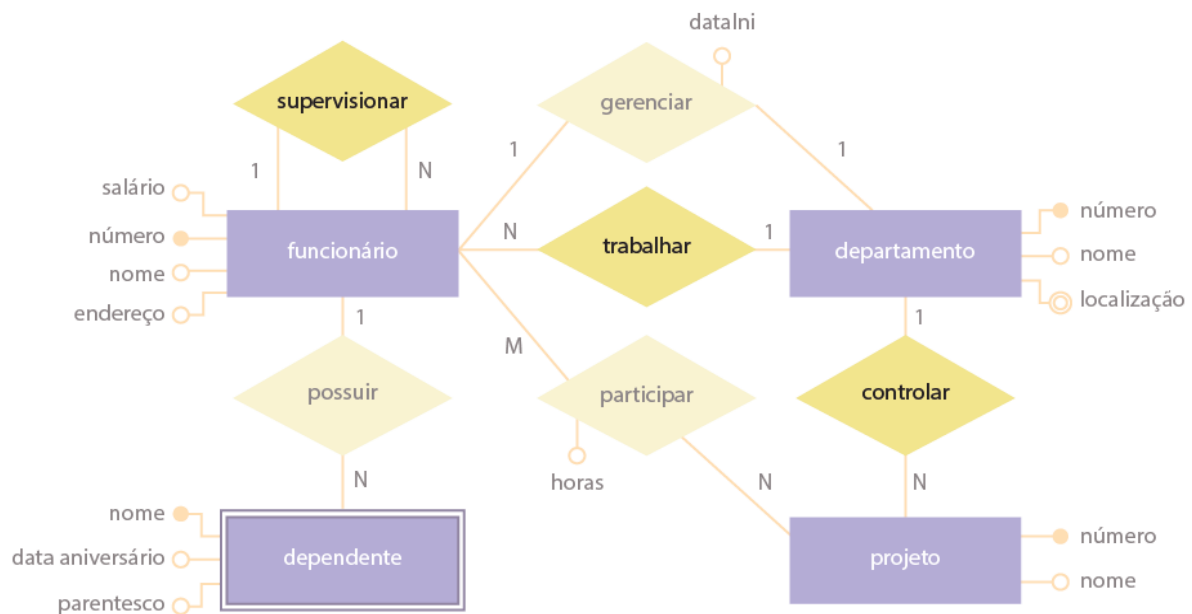 dataIni
supervisionar
gerenciar
1
N
1
1
salário
número
nome
endereço
funcionário
N
trabalhar
1
departamento
número
nome
localização
1
M
1
possuir
participar
controlar
horas
N
N
N
nome
data aniversário
parentesco
dependente
projeto
número
nome